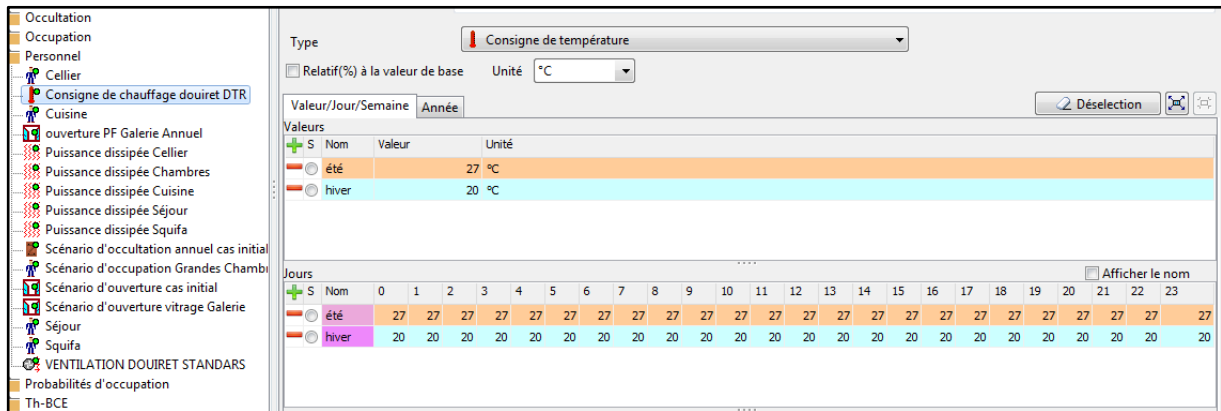 Occultation
Occupation
Personnel
Cellier
Consigne de chauffage douiret DTR
Cuisine
ouverture PF Galerie Annuel
Puissance dissipée Cellier
Puissance dissipée Chambres
Puissance dissipée Cuisine
Puissance dissipée Séjour
Puissance dissipée Squifa
Scénario d'occultation annuel cas initial
Scénario d'occupation Grandes Chambr
Scénario d'ouverture cas initial
Scénario d'ouverture vitrage Galerie
Séjour
Squifa
VENTILATION DOUIRET STANDARS
Probabilités d'occupation
Th-BCE
Type Consigne de température
Relatif(%) à la valeur de base Unité °C
Valeur/Jour/Semaine Année Déselection
Valeurs
S Nom Valeur Unité
été 27 °C
hiver 20 °C
Jours Afficher le nom
S Nom 0 1 2 3 4 5 6 7 8 9 10 11 12 13 14 15 16 17 18 19 20 21 22 23
été 27 27 27 27 27 27 27 27 27 27 27 27 27 27 27 27 27 27 27 27 27 27 27 27
hiver 20 20 20 20 20 20 20 20 20 20 20 20 20 20 20 20 20 20 20 20 20 20 20 20